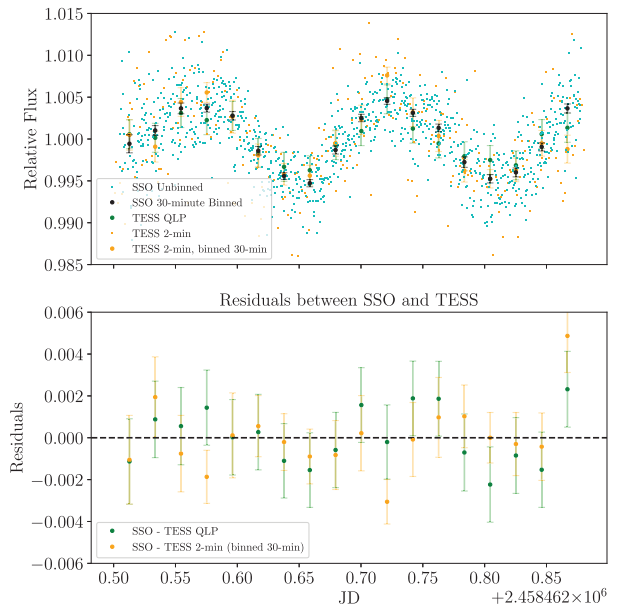 1.015
1.010
1.005
1.000
0.995
0.990
0.985
Relative Flux
SSO Unbinned
SSO 30-minute Binned
TESS QLP
TESS 2-min
TESS 2-min, binned 30-min
Residuals between SSO and TESS
0.006
0.004
0.002
0.000
−0.002
−0.004
−0.006
Residuals
SSO - TESS QLP
SSO - TESS 2-min (binned 30-min)
0.50 0.55 0.60 0.65 0.70 0.75 0.80 0.85
JD
+2.458462×10⁶